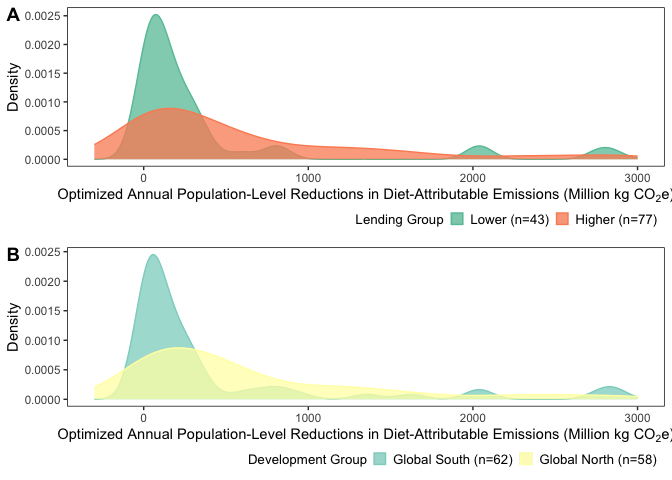 A
0.0025
0.0020
0.0015
0.0010
0.0005
0.0000
Density
0 1000 2000 3000
Optimized Annual Population-Level Reductions in Diet-Attributable Emissions (Million kg CO₂e)
Lending Group Lower (n=43) Higher (n=77)
B
0.0025
0.0020
0.0015
0.0010
0.0005
0.0000
Density
0 1000 2000 3000
Optimized Annual Population-Level Reductions in Diet-Attributable Emissions (Million kg CO₂e)
Development Group Global South (n=62) Global North (n=58)